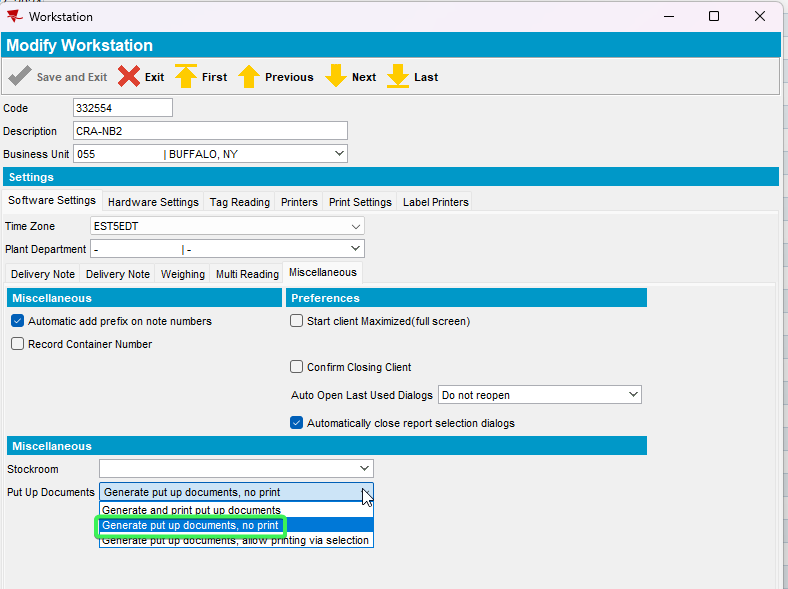 Workstation
Modify Workstation
Save and Exit Exit First Previous Next Last
Code 332554
Description CRA-NB2
Business Unit 055 | BUFFALO, NY
Settings
Software Settings Hardware Settings Tag Reading Printers Print Settings Label Printers
Time Zone EST5EDT
Plant Department - | -
Delivery Note Delivery Note Weighing Multi Reading Miscellaneous
Miscellaneous Preferences
Automatic add prefix on note numbers Start client Maximized(full screen)
Record Container Number
Confirm Closing Client
Auto Open Last Used Dialogs Do not reopen
Automatically close report selection dialogs
Miscellaneous
Stockroom
Put Up Documents Generate put up documents, no print
Generate and print put up documents
Generate put up documents, no print
Generate put up documents, allow printing via selection